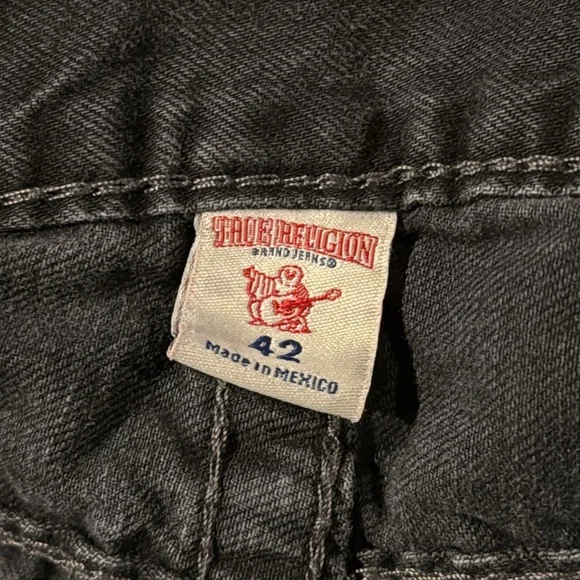 TRUE RELIGION
BRAND JEANS®
42
Made in MEXICO